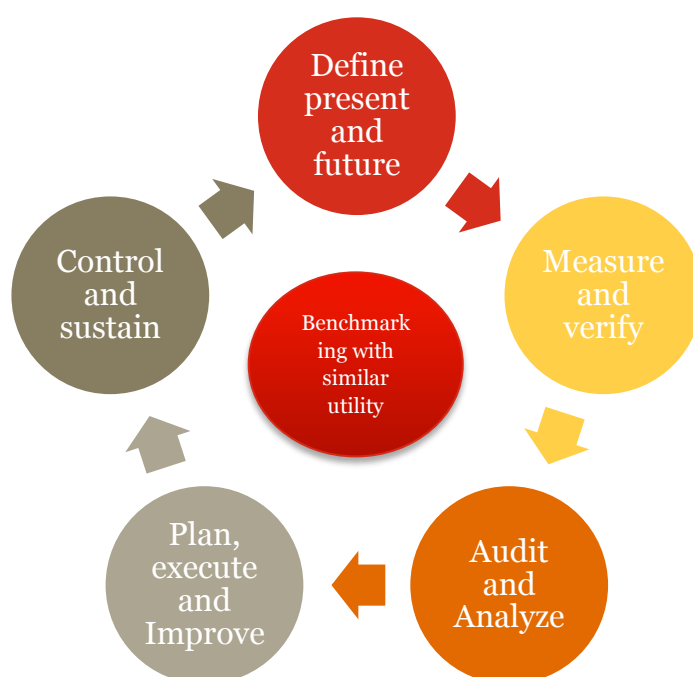 Define
present
and
future
Measure
and
verify
Audit
and
Analyze
Plan,
execute
and
Improve
Control
and
sustain
Benchmark
ing with
similar
utility